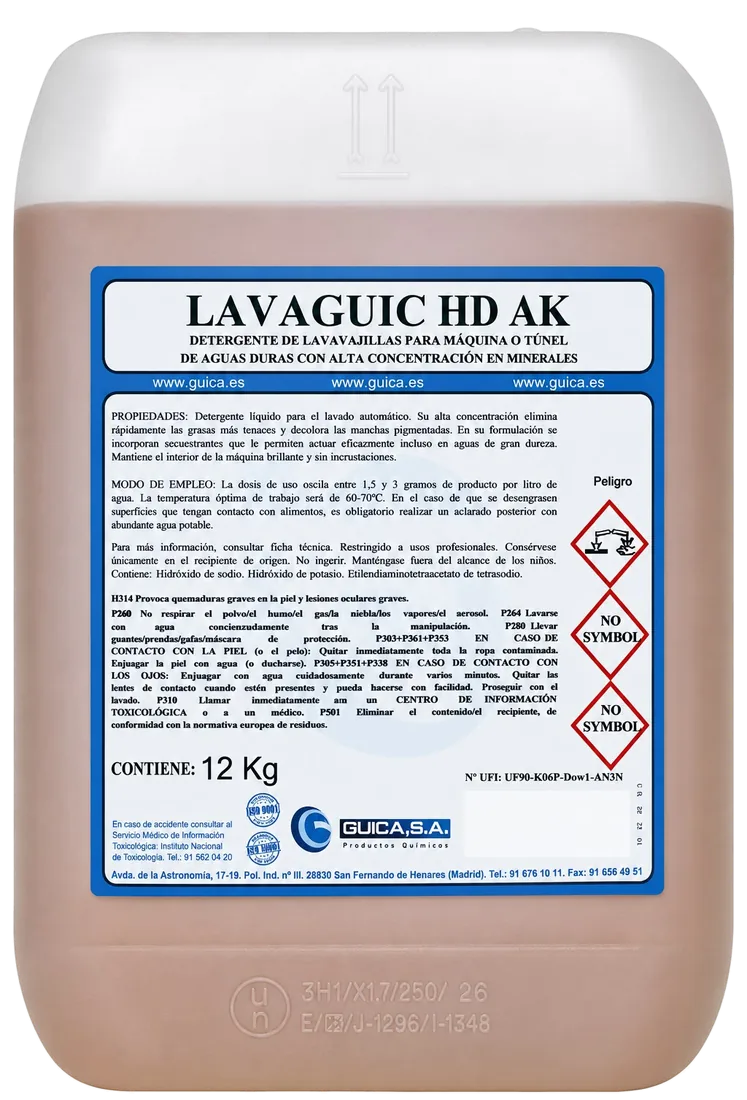 LAVAGUIC HD AK
DETERGENTE DE LAVAVAJILLAS PARA MÁQUINA O TÚNEL
DE AGUAS DURAS CON ALTA CONCENTRACIÓN EN MINERALES
www.guica.es www.guica.es www.guica.es
PROPIEDADES: Detergente líquido para el lavado automático. Su alta concentración elimina
rápidamente las grasas más tenaces y decolora las manchas pigmentadas. En su formulación se
incorporan secuestrantes que le permiten actuar eficazmente incluso en aguas de gran dureza.
Mantiene el interior de la máquina brillante y sin incrustaciones.
MODO DE EMPLEO: La dosis de uso oscila entre 1,5 y 3 gramos de producto por litro de
agua. La temperatura óptima de trabajo será de 60-70ºC. En el caso de que se desengrasen
superficies que tengan contacto con alimentos, es obligatorio realizar un aclarado posterior con
abundante agua potable.
Para más información, consultar ficha técnica. Restringido a usos profesionales. Consérvese
únicamente en el recipiente de origen. No ingerir. Manténgase fuera del alcance de los niños.
Contiene: Hidróxido de sodio. Hidróxido de potasio. Etilendiaminotetraacetato de tetrasodio.
H314 Provoca quemaduras graves en la piel y lesiones oculares graves.
P260 No respirar el polvo/el humo/el gas/la niebla/los vapores/el aerosol. P264 Lavarse
con agua concienzudamente tras la manipulación. P280 Llevar
guantes/prendas/gafas/máscara de protección. P303+P361+P353 EN CASO DE
CONTACTO CON LA PIEL (o el pelo): Quitar inmediatamente toda la ropa contaminada.
Enjuagar la piel con agua (o ducharse). P305+P351+P338 EN CASO DE CONTACTO CON
LOS OJOS: Enjuagar con agua cuidadosamente durante varios minutos. Quitar las
lentes de contacto cuando estén presentes y pueda hacerse con facilidad. Proseguir con el
lavado. P310 Llamar inmediatamente am un CENTRO DE INFORMACIÓN
TOXICOLÓGICA o a un médico. P501 Eliminar el contenido/el recipiente, de
conformidad con la normativa europea de residuos.
Peligro
NO
SYMBOL
NO
SYMBOL
CONTIENE: 12 Kg
Nº UFI: UF90-K06P-Dow1-AN3N
CR 22 23 01
En caso de accidente consultar al
Servicio Médico de Información
Toxicológica: Instituto Nacional
de Toxicología. Tel.: 91 562 04 20
ISO 9001
GUICA,S.A.
Productos Químicos
Avda. de la Astronomía, 17-19. Pol. Ind. nº III. 28830 San Fernando de Henares (Madrid). Tel.: 91 676 10 11. Fax: 91 656 49 51
un
3H1/X1.7/250/ 26
E/J-1296/I-1348